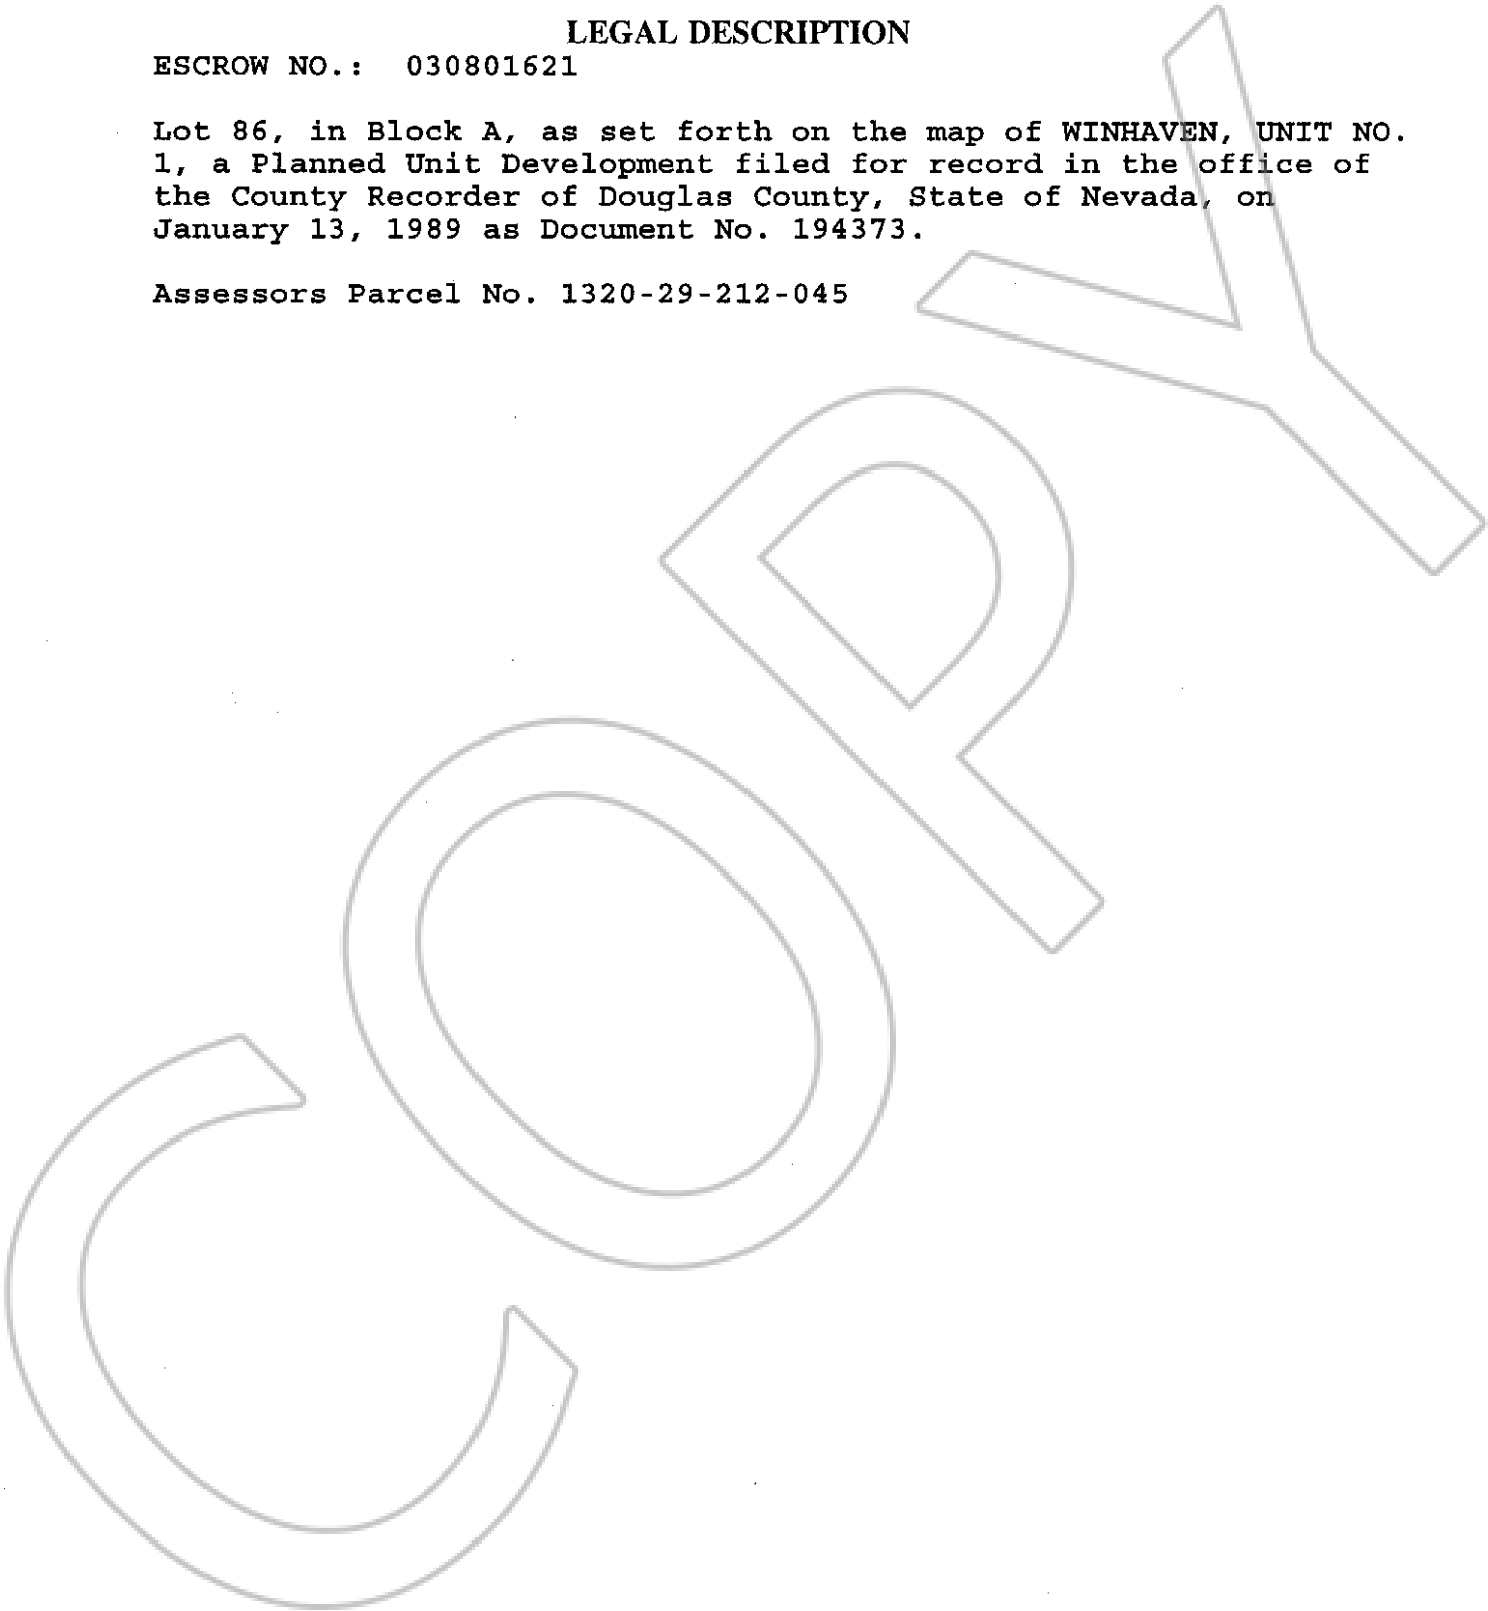 LEGAL DESCRIPTION
ESCROW NO.: 030801621
Lot 86, in Block A, as set forth on the map of WINHAVEN, UNIT NO.
1, a Planned Unit Development filed for record in the office of
the County Recorder of Douglas County, State of Nevada, on
January 13, 1989 as Document No. 194373.
Assessors Parcel No. 1320-29-212-045
COPY